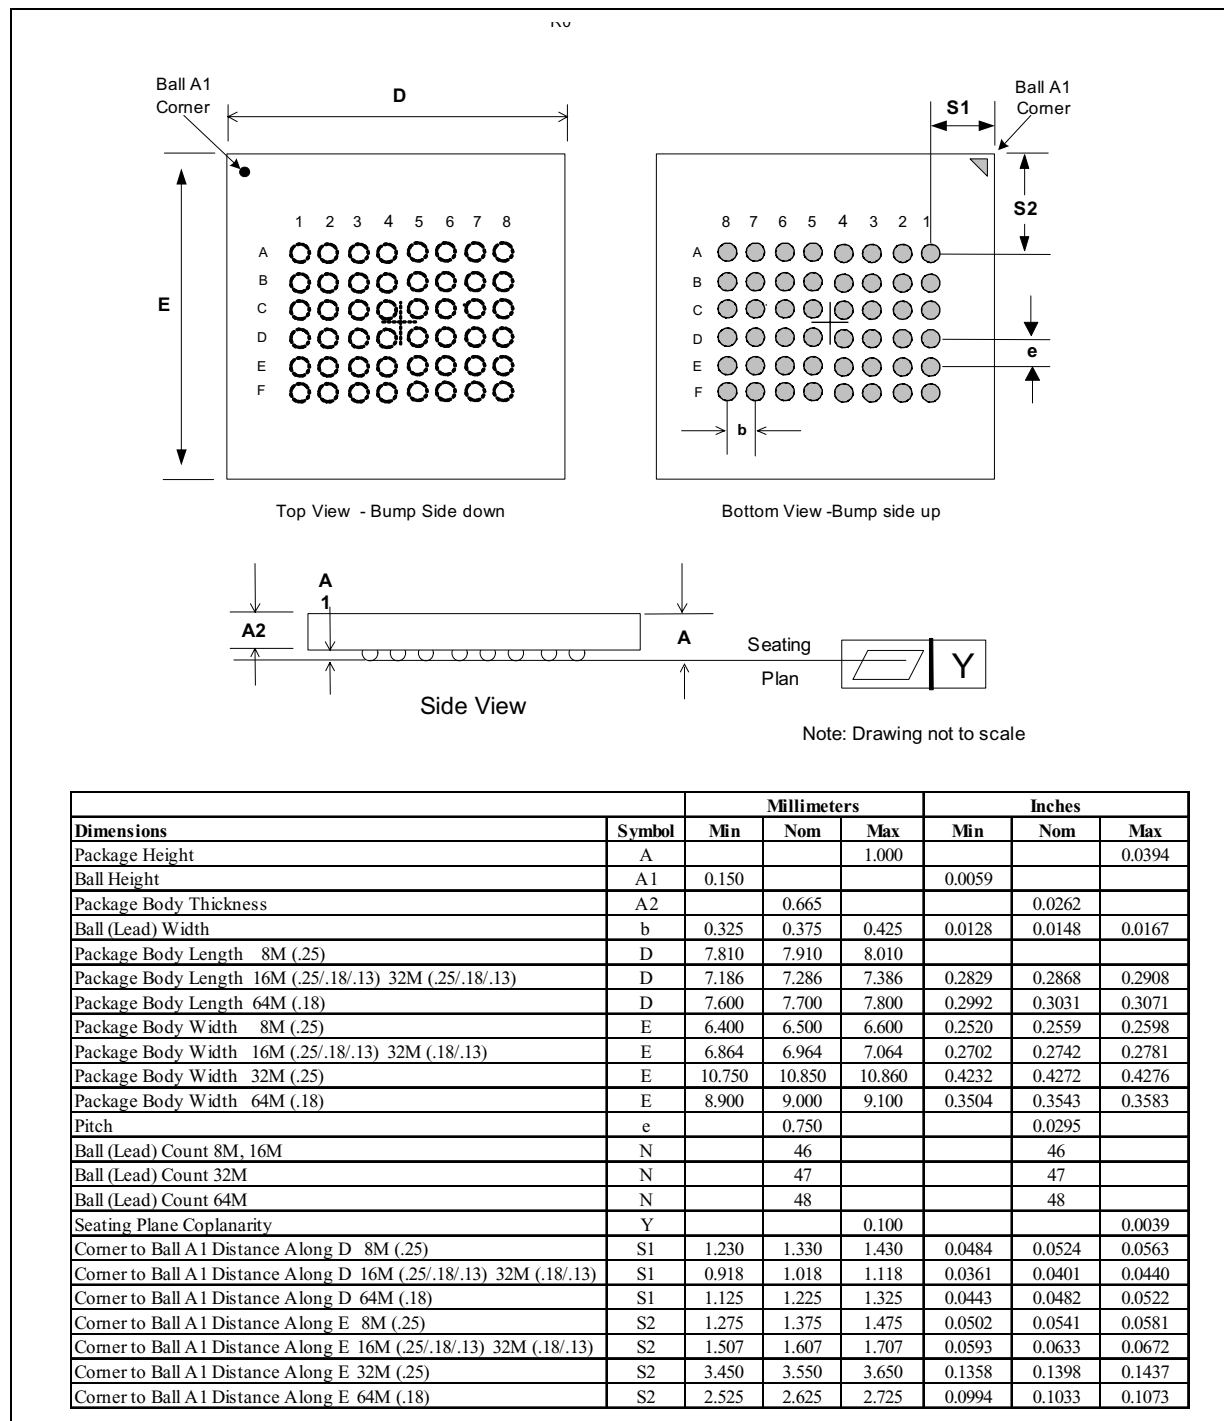 Ball A1
Corner
D
S1
Ball A1
Corner
S2
1 2 3 4 5 6 7 8
8 7 6 5 4 3 2 1
A
B
C
D
E
F
E
A
B
C
D
E
F
e
b
Top View - Bump Side down
Bottom View -Bump side up
A
1
A2
A
Seating
Plan
Y
Side View
Note: Drawing not to scale
Millimeters Inches
Dimensions Symbol Min Nom Max Min Nom Max
Package Height A 1.000 0.0394
Ball Height A1 0.150 0.0059
Package Body Thickness A2 0.665 0.0262
Ball (Lead) Width b 0.325 0.375 0.425 0.0128 0.0148 0.0167
Package Body Length 8M (.25) D 7.810 7.910 8.010
Package Body Length 16M (.25/.18/.13) 32M (.25/.18/.13) D 7.186 7.286 7.386 0.2829 0.2868 0.2908
Package Body Length 64M (.18) D 7.600 7.700 7.800 0.2992 0.3031 0.3071
Package Body Width 8M (.25) E 6.400 6.500 6.600 0.2520 0.2559 0.2598
Package Body Width 16M (.25/.18/.13) 32M (.18/.13) E 6.864 6.964 7.064 0.2702 0.2742 0.2781
Package Body Width 32M (.25) E 10.750 10.850 10.860 0.4232 0.4272 0.4276
Package Body Width 64M (.18) E 8.900 9.000 9.100 0.3504 0.3543 0.3583
Pitch e 0.750 0.0295
Ball (Lead) Count 8M, 16M N 46 46
Ball (Lead) Count 32M N 47 47
Ball (Lead) Count 64M N 48 48
Seating Plane Coplanarity Y 0.100 0.0039
Corner to Ball A1 Distance Along D 8M (.25) S1 1.230 1.330 1.430 0.0484 0.0524 0.0563
Corner to Ball A1 Distance Along D 16M (.25/.18/.13) 32M (.18/.13) S1 0.918 1.018 1.118 0.0361 0.0401 0.0440
Corner to Ball A1 Distance Along D 64M (.18) S1 1.125 1.225 1.325 0.0443 0.0482 0.0522
Corner to Ball A1 Distance Along E 8M (.25) S2 1.275 1.375 1.475 0.0502 0.0541 0.0581
Corner to Ball A1 Distance Along E 16M (.25/.18/.13) 32M (.18/.13) S2 1.507 1.607 1.707 0.0593 0.0633 0.0672
Corner to Ball A1 Distance Along E 32M (.25) S2 3.450 3.550 3.650 0.1358 0.1398 0.1437
Corner to Ball A1 Distance Along E 64M (.18) S2 2.525 2.625 2.725 0.0994 0.1033 0.1073